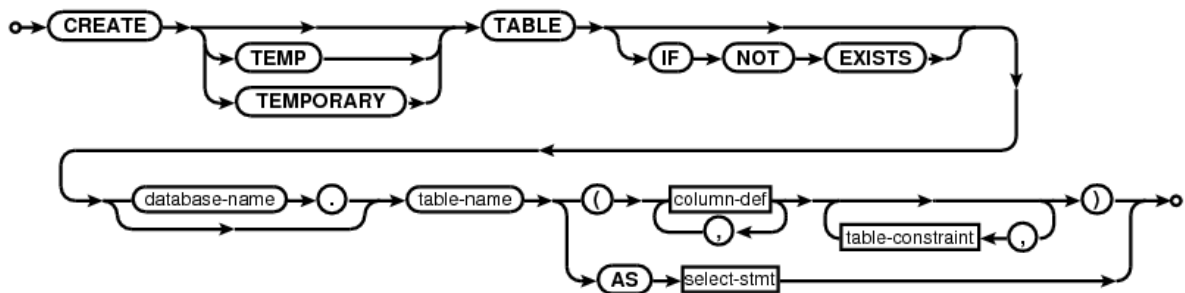 CREATE TABLE
TEMP IF NOT EXISTS
TEMPORARY
database-name . table-name ( column-def )
, table-constraint ,
AS select-stmt